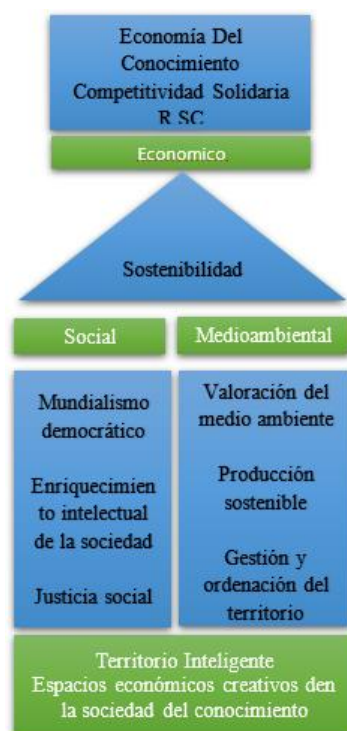 Economía Del
Conocimiento
Competitividad Solidaria
R SC
Economico
Sostenibilidad
Social
Medioambiental
Mundialismo
democrático
Enriquecimien
to intelectual
de la sociedad
Justicia social
Valoración del
medio ambiente
Producción
sostenible
Gestión y
ordenación del
territorio
Territorio Inteligente
Espacios económicos creativos den
la sociedad del conocimiento